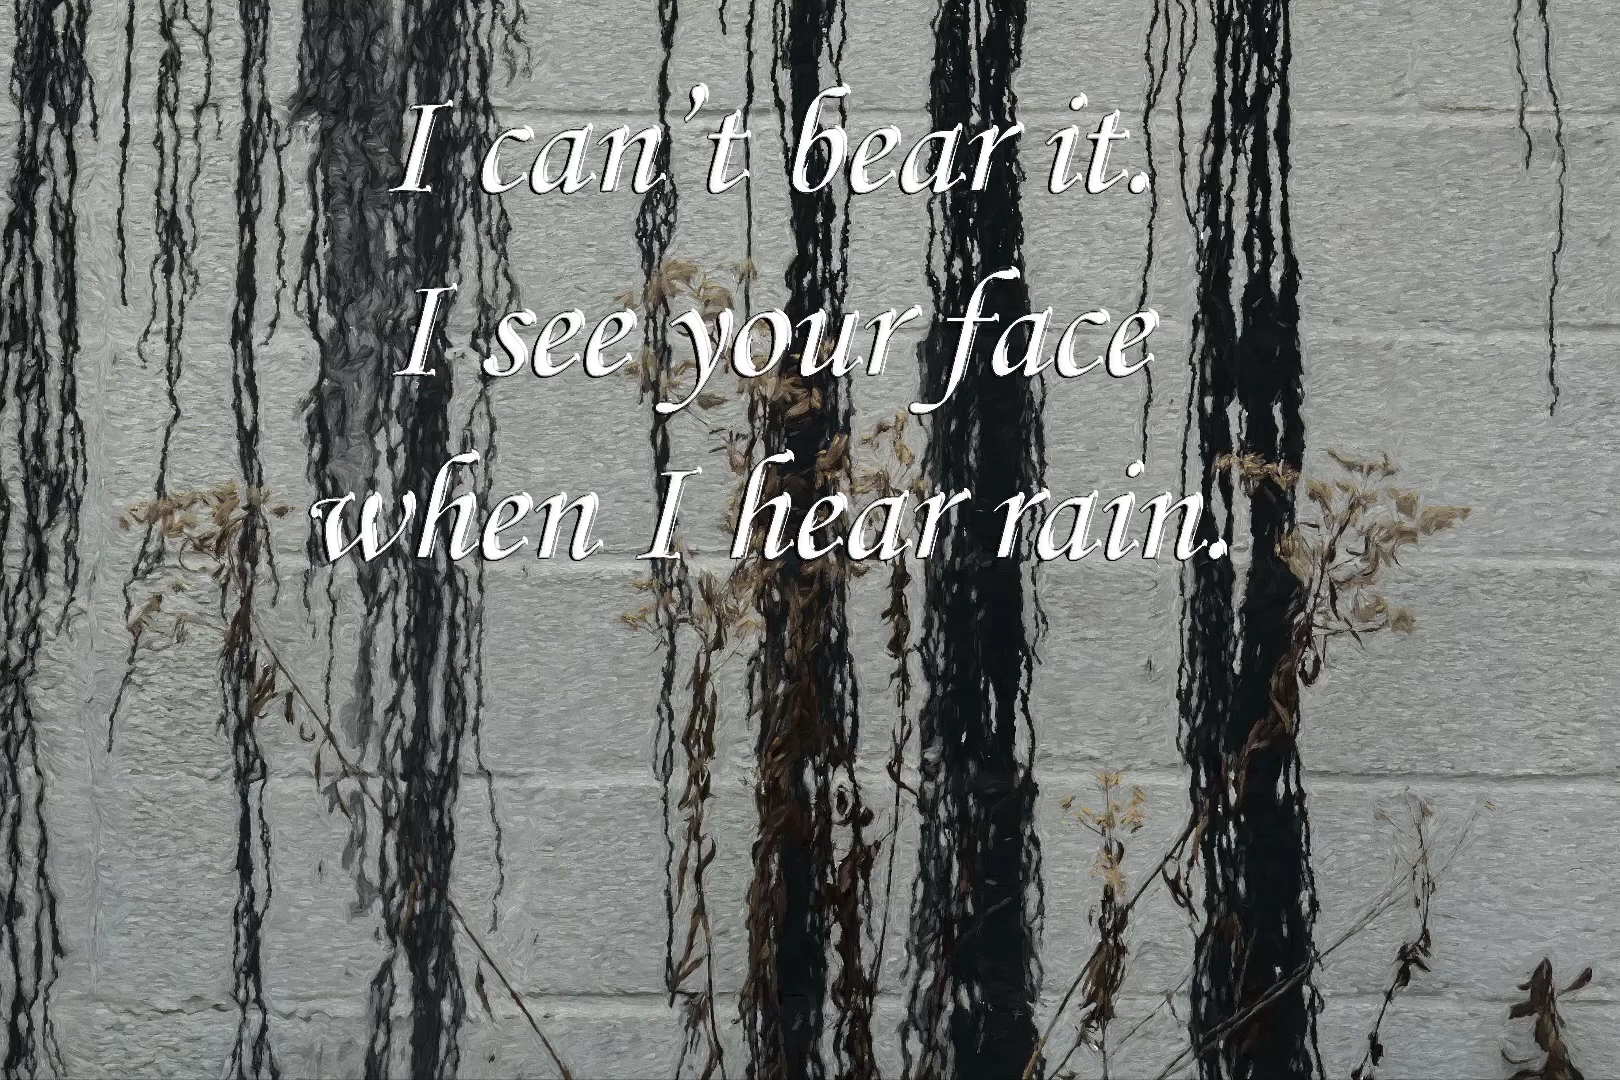 I can’t bear it.
I see your face
when I hear rain.